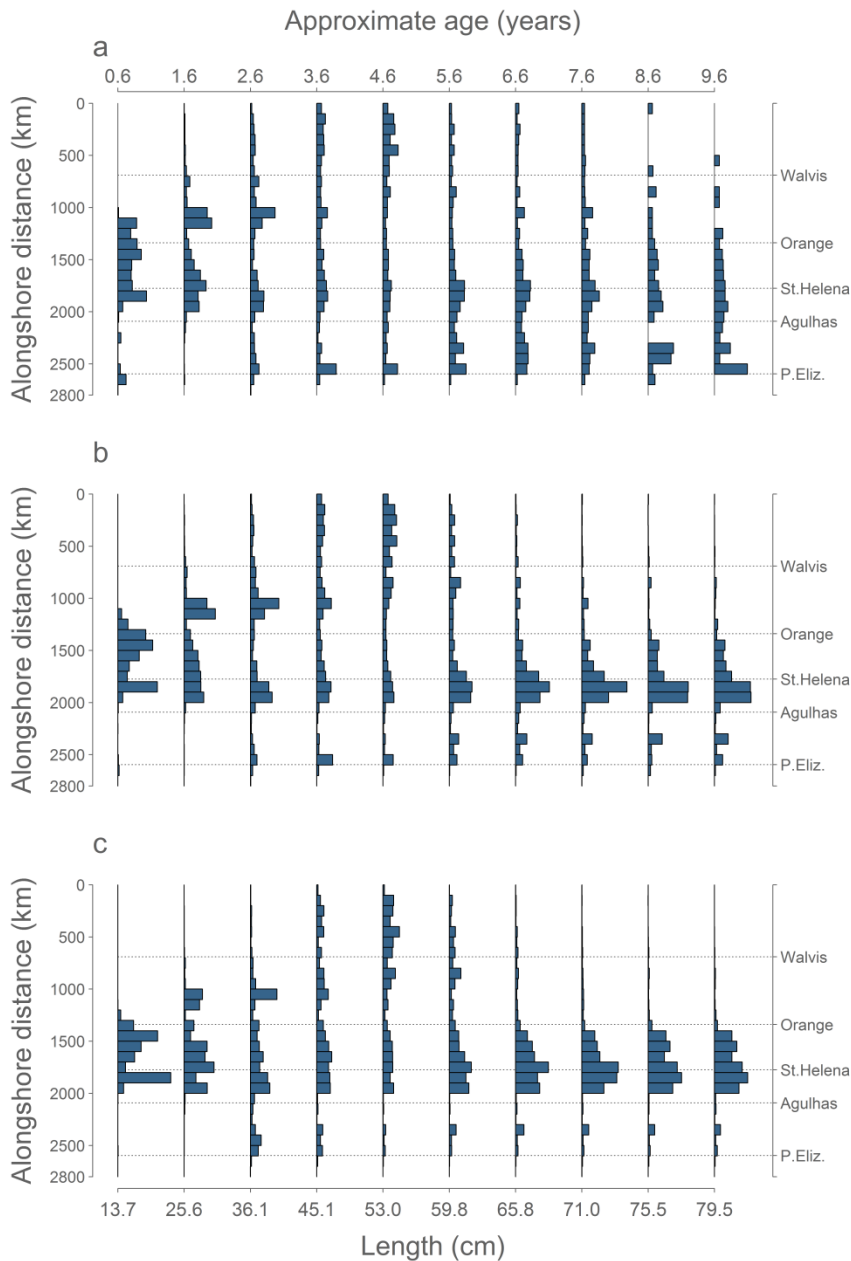 Approximate age (years)
a
0.6 1.6 2.6 3.6 4.6 5.6 6.6 7.6 8.6 9.6
Alongshore distance (km)
0
500
1000
1500
2000
2500
2800
Walvis
Orange
St.Helena
Agulhas
P.Eliz.
b
Alongshore distance (km)
0
500
1000
1500
2000
2500
2800
Walvis
Orange
St.Helena
Agulhas
P.Eliz.
c
Alongshore distance (km)
0
500
1000
1500
2000
2500
2800
Walvis
Orange
St.Helena
Agulhas
P.Eliz.
13.7 25.6 36.1 45.1 53.0 59.8 65.8 71.0 75.5 79.5
Length (cm)